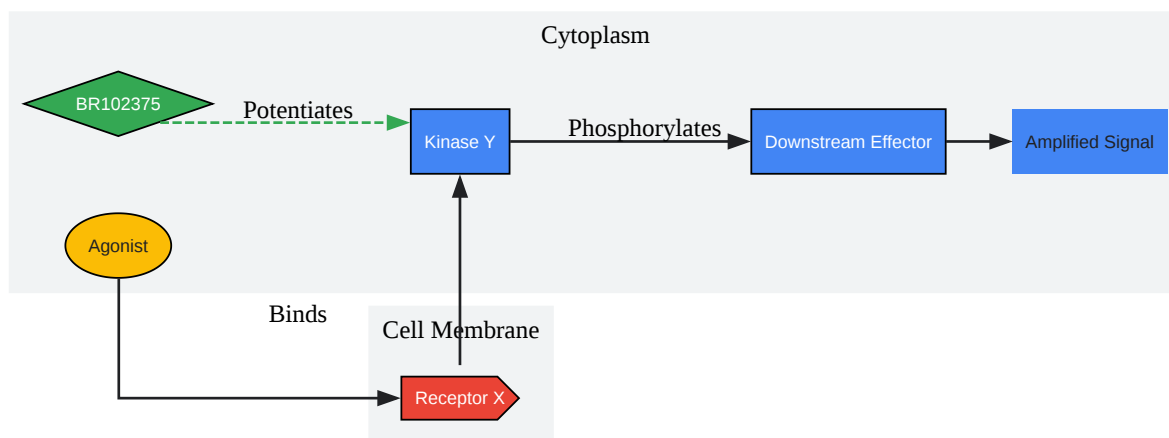 Cytoplasm
BR102375
Potentiates
Kinase Y
Phosphorylates
Downstream Effector
Amplified Signal
Agonist
Binds
Cell Membrane
Receptor X